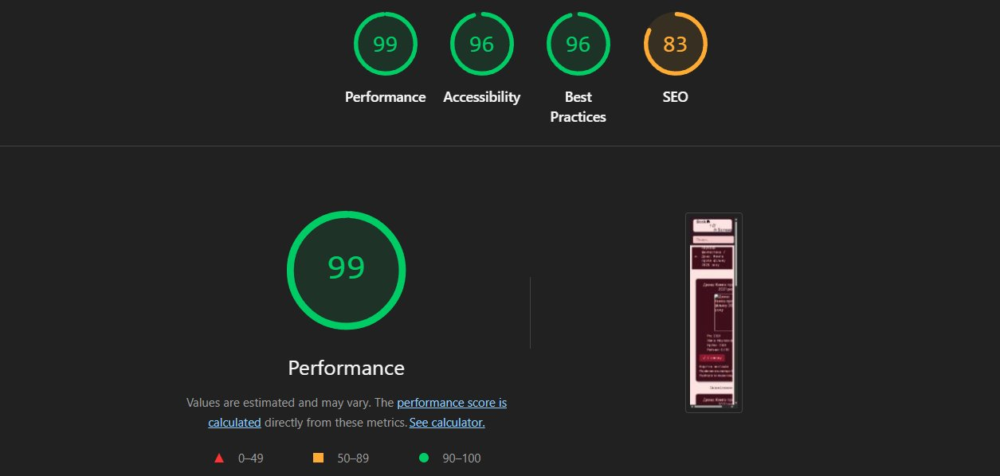 99
96
96
83
Performance
Accessibility
Best
Practices
SEO
99
Performance
Values are estimated and may vary. The performance score is
calculated directly from these metrics. See calculator.
0–49
50–89
90–100